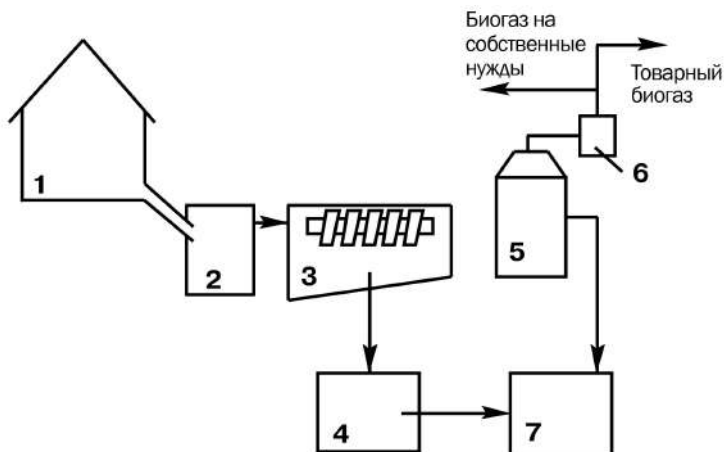 Биогаз на
собственные
нужды
Товарный
биогаз
1
2
3
4
5
6
7